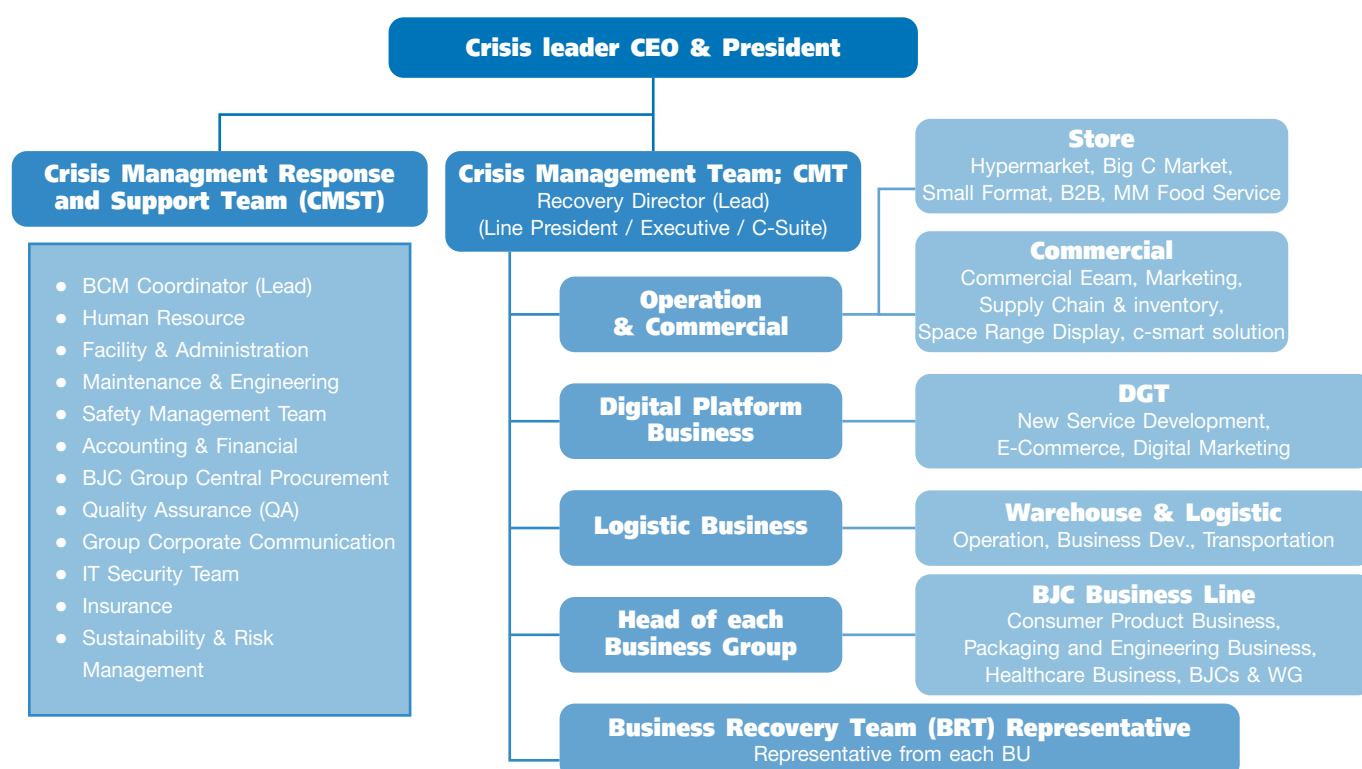 Crisis leader CEO & President
Crisis Managment Response
and Support Team (CMST)
● BCM Coordinator (Lead)
● Human Resource
● Facility & Administration
● Maintenance & Engineering
● Safety Management Team
● Accounting & Financial
● BJC Group Central Procurement
● Quality Assurance (QA)
● Group Corporate Communication
● IT Security Team
● Insurance
● Sustainability & Risk
Management
Crisis Management Team; CMT
Recovery Director (Lead)
(Line President / Executive / C-Suite)
Operation
& Commercial
Store
Hypermarket, Big C Market,
Small Format, B2B, MM Food Service
Commercial
Commercial Eeam, Marketing,
Supply Chain & inventory,
Space Range Display, c-smart solution
Digital Platform
Business
DGT
New Service Development,
E-Commerce, Digital Marketing
Logistic Business
Warehouse & Logistic
Operation, Business Dev., Transportation
Head of each
Business Group
BJC Business Line
Consumer Product Business,
Packaging and Engineering Business,
Healthcare Business, BJCs & WG
Business Recovery Team (BRT) Representative
Representative from each BU